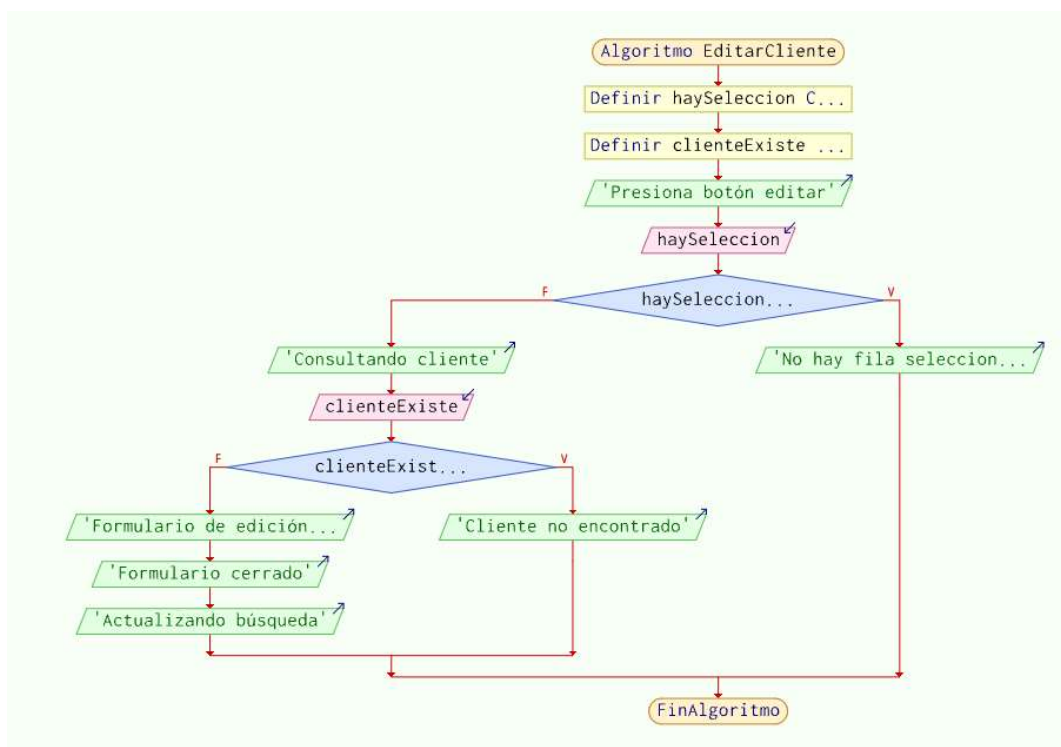 Algoritmo EditarCliente
Definir haySeleccion C...
Definir clienteExiste ...
'Presiona botón editar'
haySeleccion
haySeleccion...
F
V
'Consultando cliente'
'No hay fila seleccion...
clienteExiste
clienteExist...
F
V
'Formulario de edición...
'Cliente no encontrado'
'Formulario cerrado'
'Actualizando búsqueda'
FinAlgoritmo